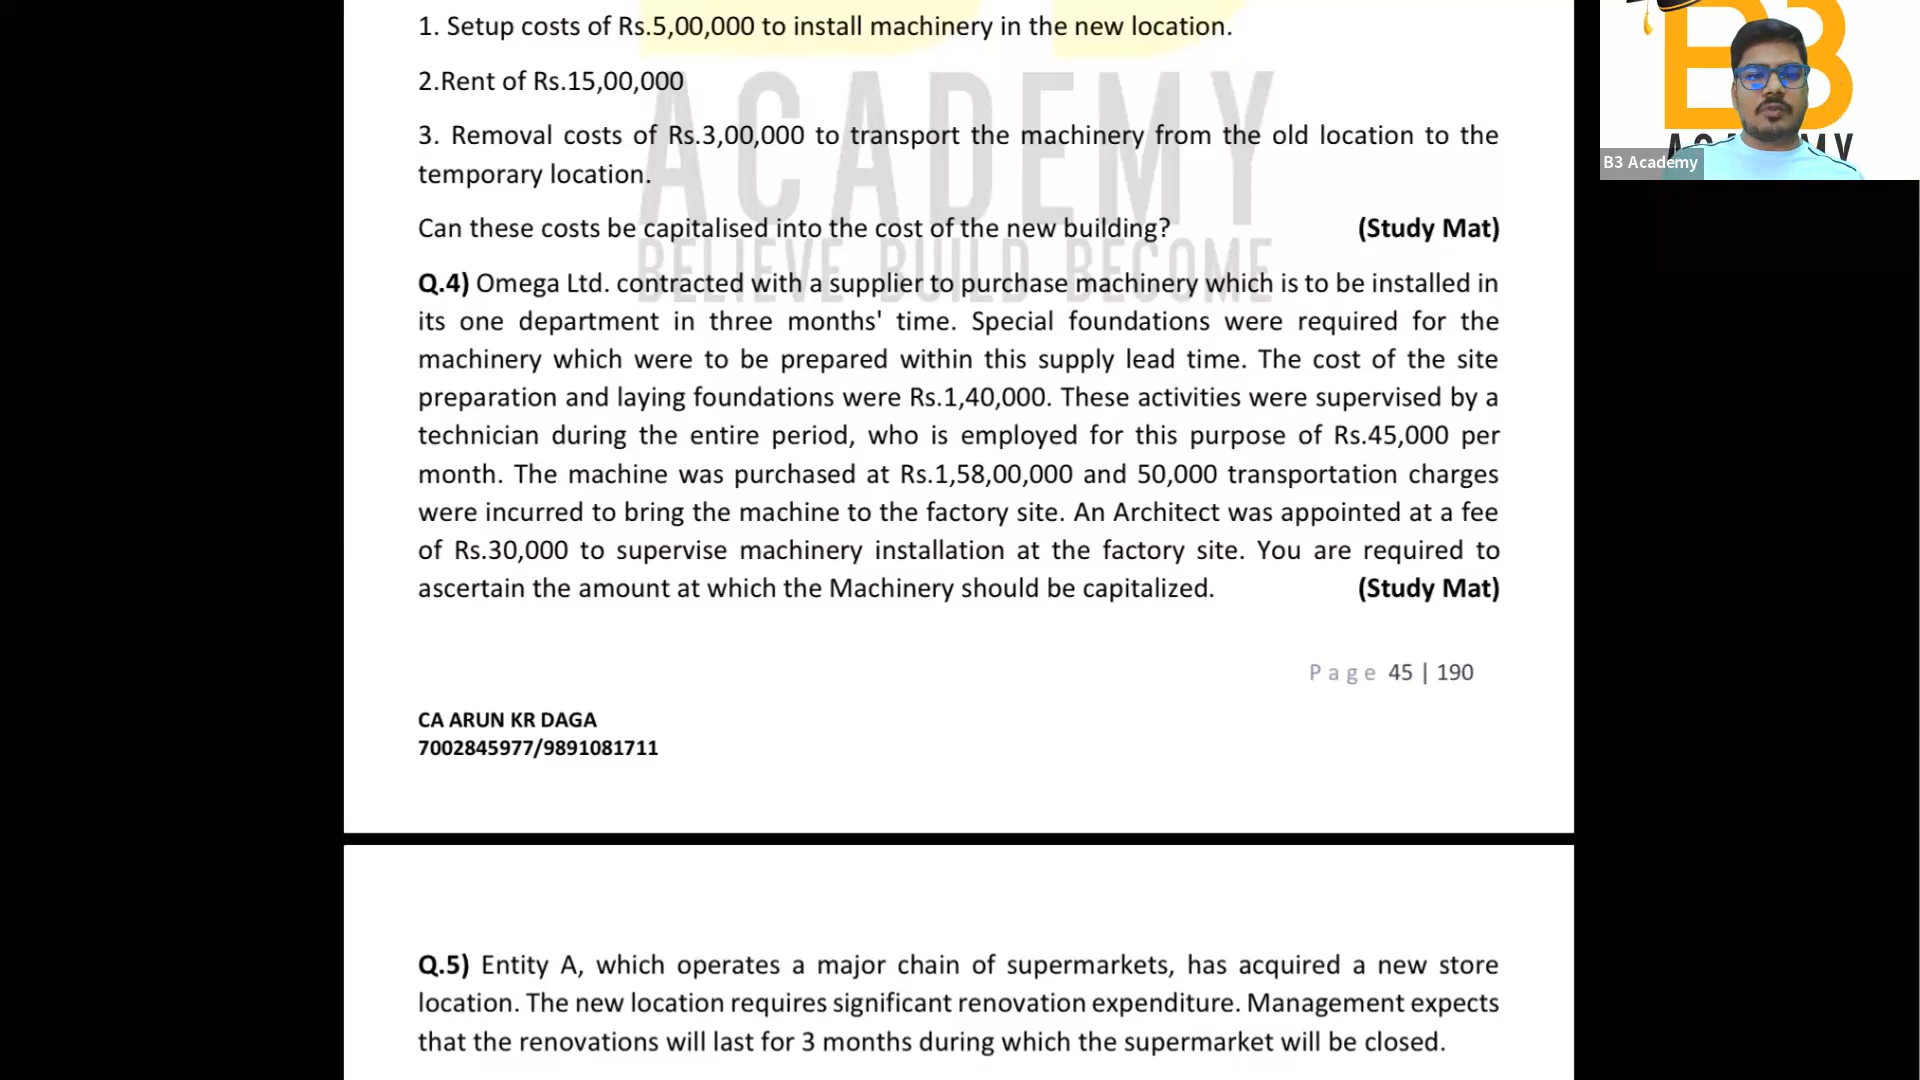 1. Setup costs of Rs.5,00,000 to install machinery in the new location.
2.Rent of Rs.15,00,000
3. Removal costs of Rs.3,00,000 to transport the machinery from the old location to the
temporary location.
Can these costs be capitalised into the cost of the new building? (Study Mat)
Q.4) Omega Ltd. contracted with a supplier to purchase machinery which is to be installed in
its one department in three months' time. Special foundations were required for the
machinery which were to be prepared within this supply lead time. The cost of the site
preparation and laying foundations were Rs.1,40,000. These activities were supervised by a
technician during the entire period, who is employed for this purpose of Rs.45,000 per
month. The machine was purchased at Rs.1,58,00,000 and 50,000 transportation charges
were incurred to bring the machine to the factory site. An Architect was appointed at a fee
of Rs.30,000 to supervise machinery installation at the factory site. You are required to
ascertain the amount at which the Machinery should be capitalized. (Study Mat)
Page 45 | 190
CA ARUN KR DAGA
7002845977/9891081711
Q.5) Entity A, which operates a major chain of supermarkets, has acquired a new store
location. The new location requires significant renovation expenditure. Management expects
that the renovations will last for 3 months during which the supermarket will be closed.
ACADEMY
BELIEVE BUILD BECOME
B3
B3 Academy